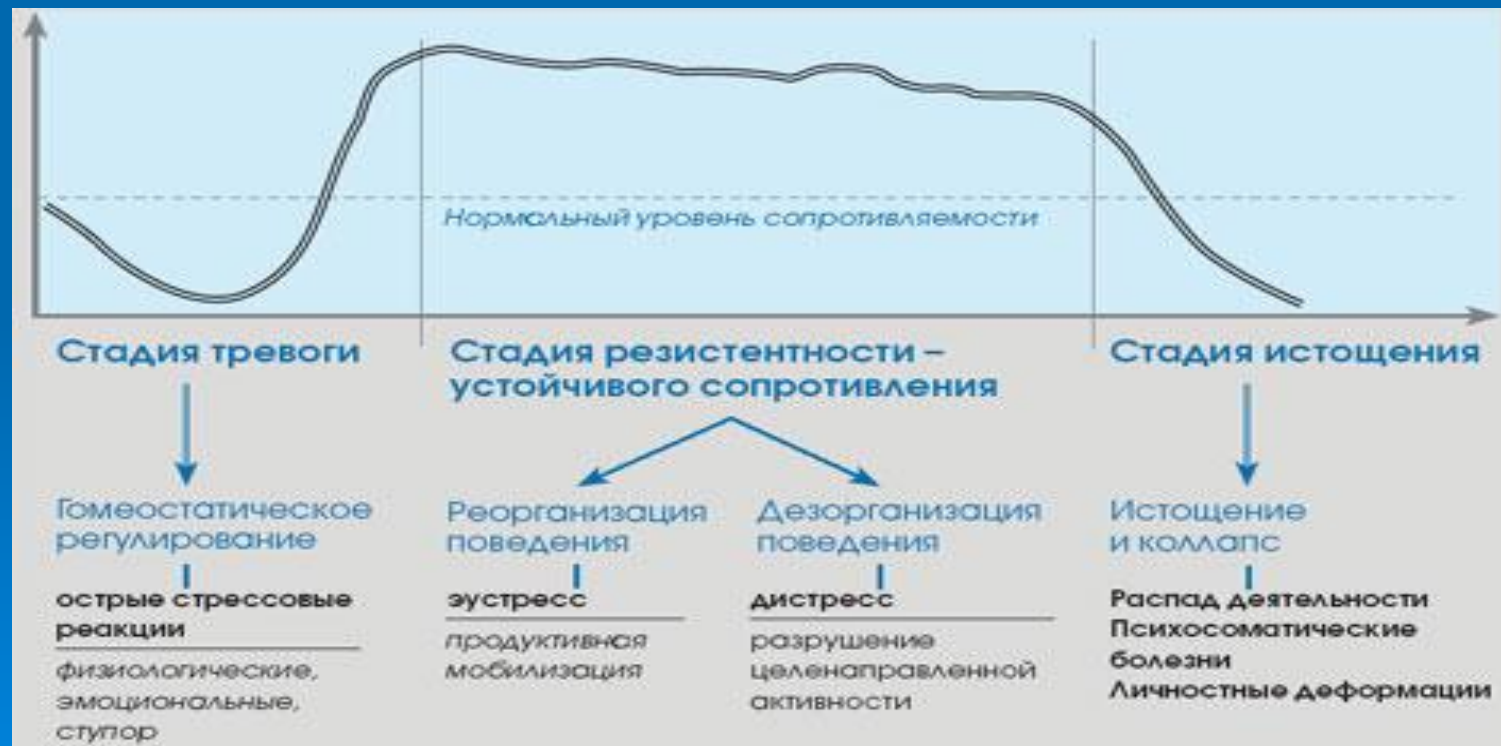 Нормальный уровень сопротивляемости
Стадия тревоги
Гомеостатическое
регулирование
острые стрессовые
реакции
физиологические,
эмоциональные,
ступор
Стадия резистентности –
устойчивого сопротивления
Реорганизация
поведения
эустресс
продуктивная
мобилизация
Дезорганизация
поведения
дистресс
разрушение
целенаправленной
активности
Стадия истощения
Истощение
и коллапс
Распад деятельности
Психосоматические
болезни
Личностные деформации